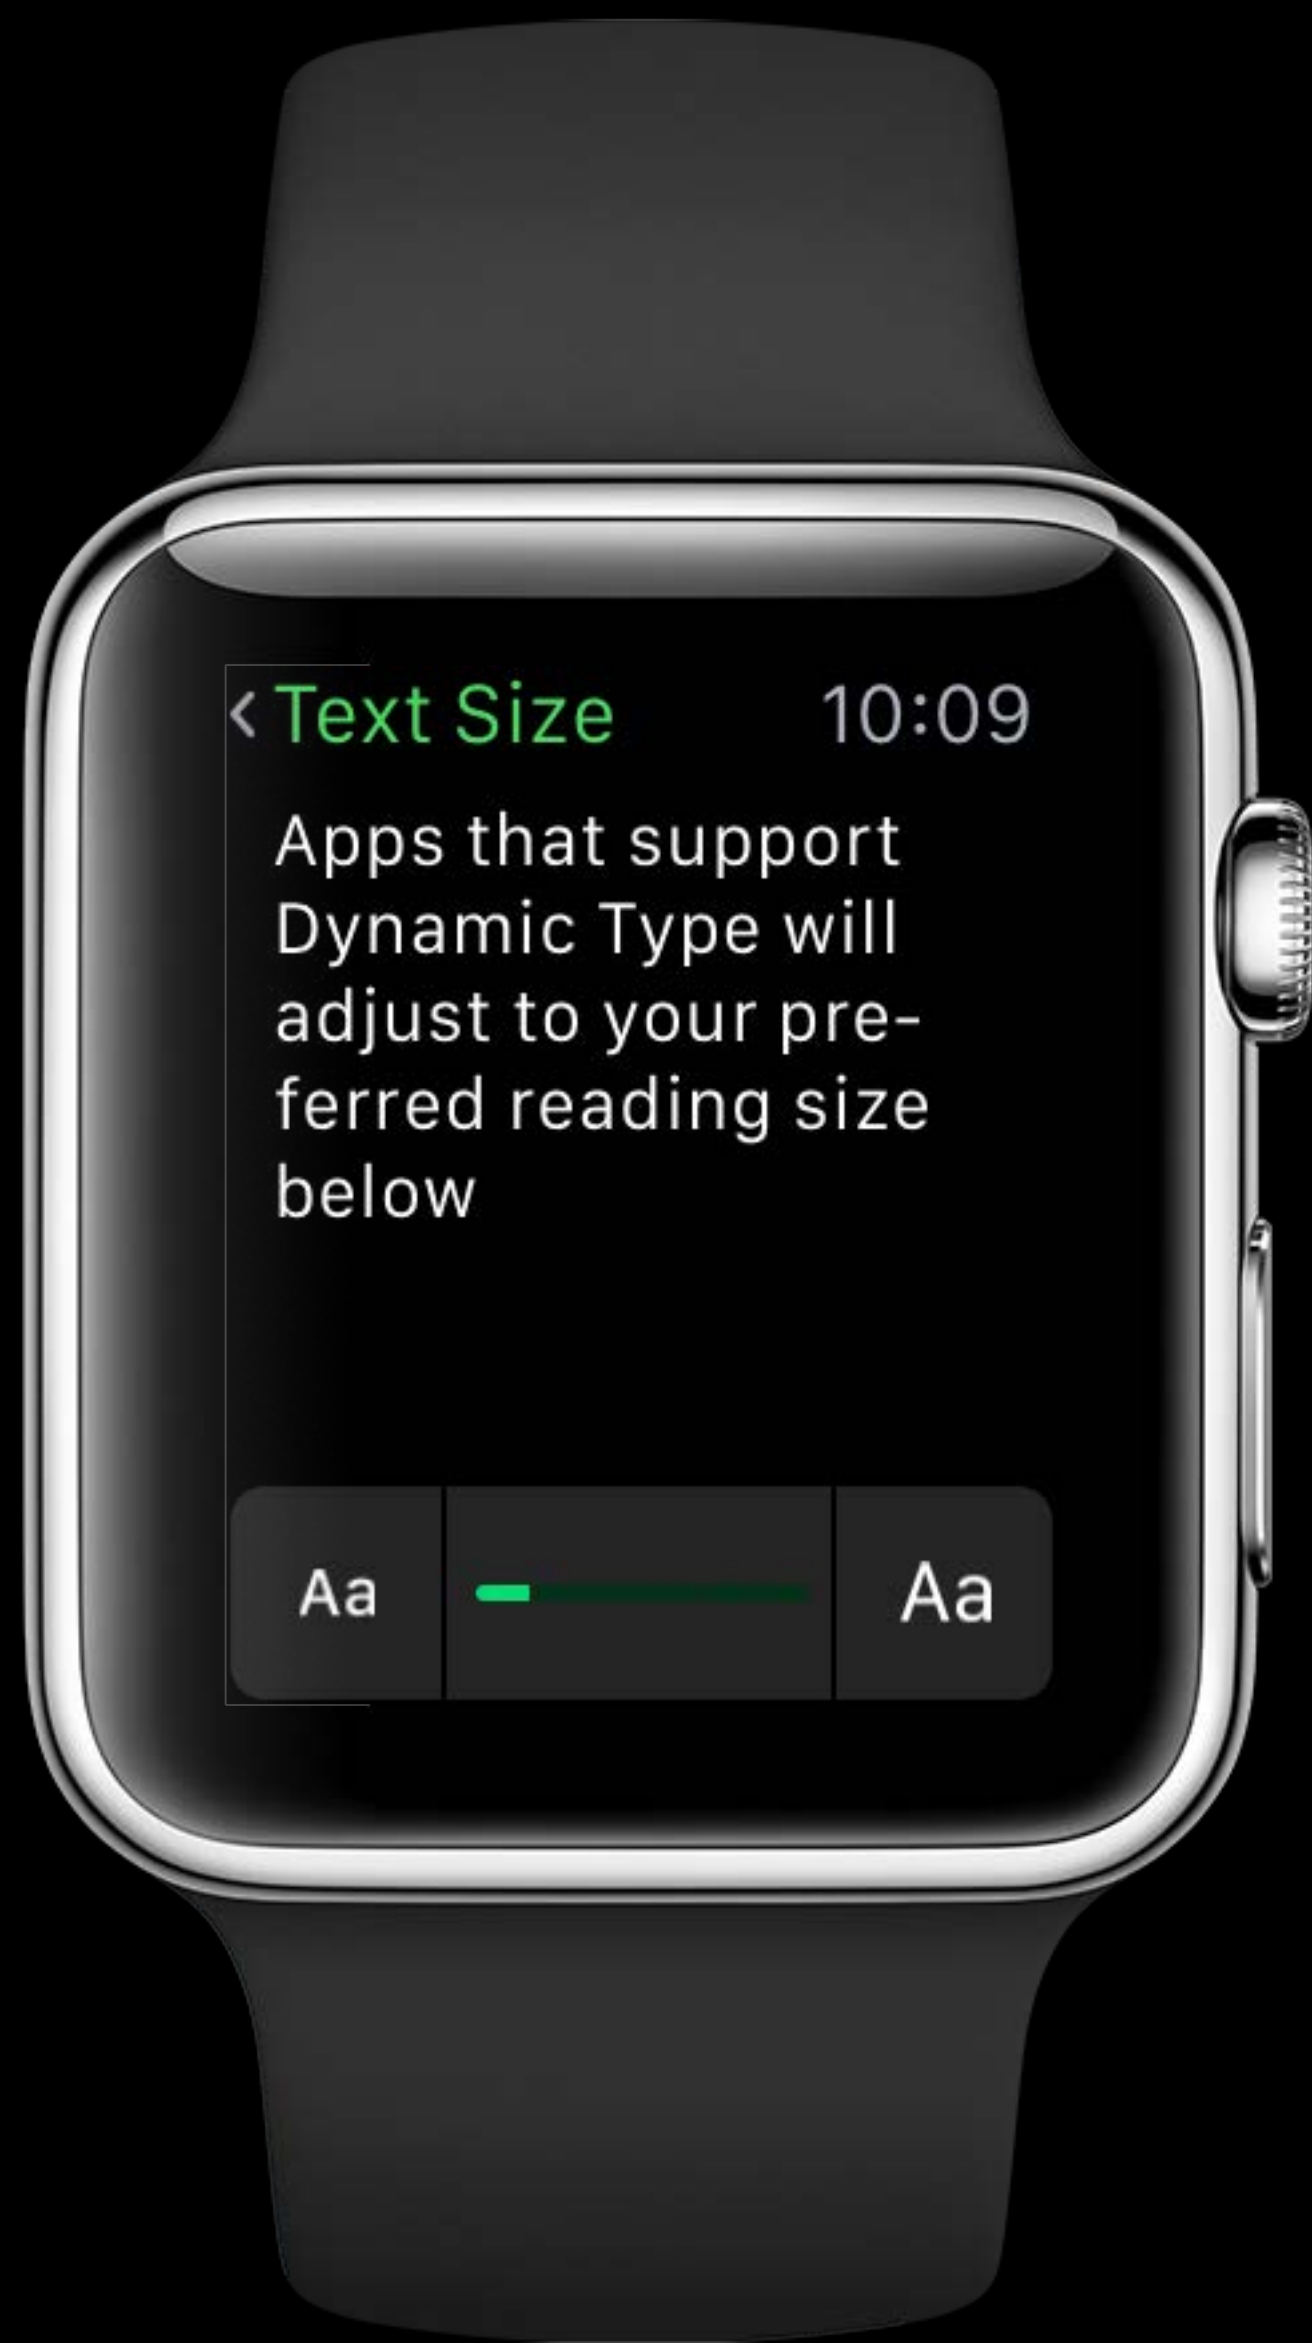 < Text Size 10:09
Apps that support
Dynamic Type will
adjust to your pre-
ferred reading size
below
Aa Aa